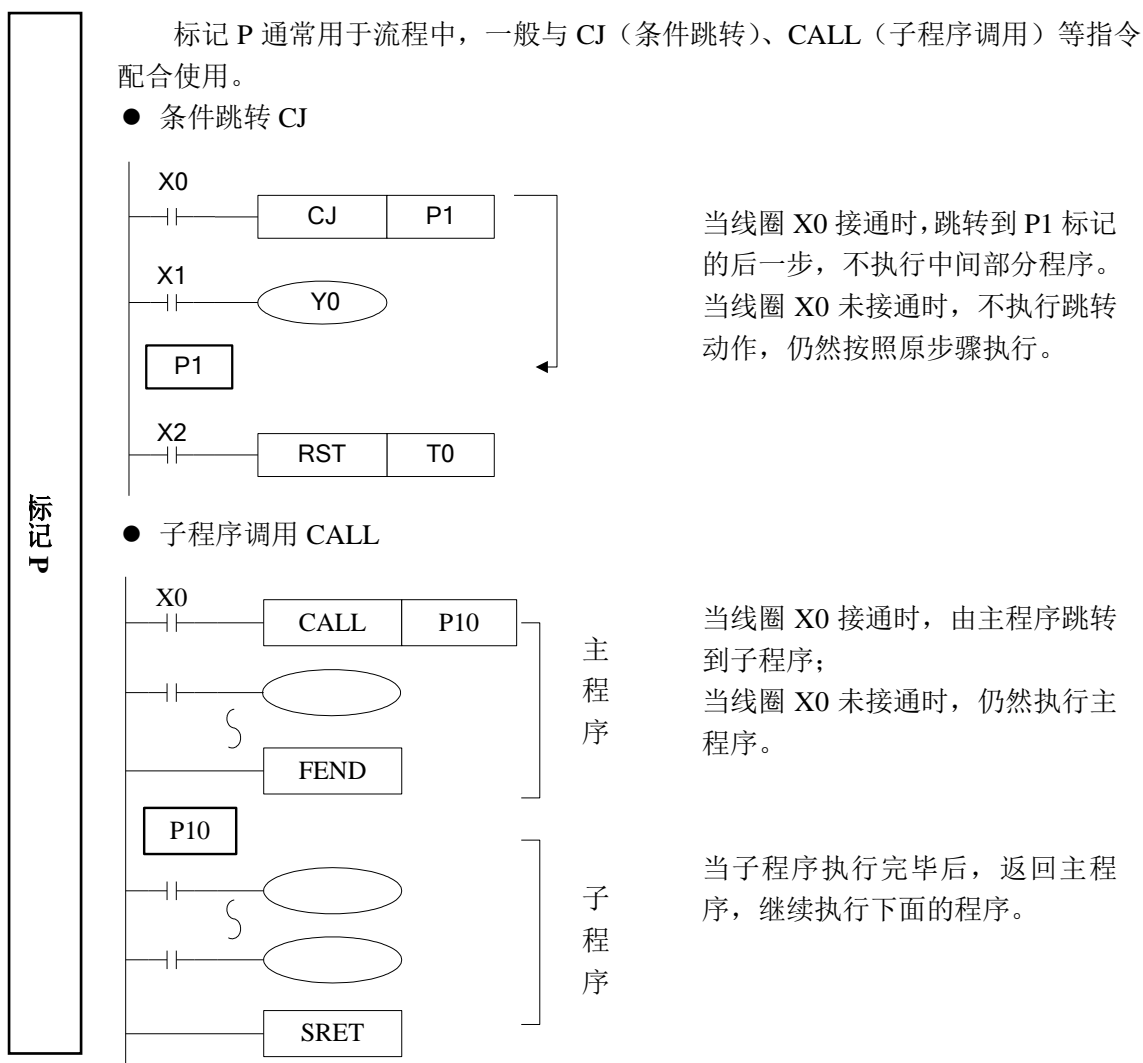 标记 P 通常用于流程中，一般与 CJ（条件跳转）、CALL（子程序调用）等指令
配合使用。
● 条件跳转 CJ
X0
CJ P1
X1
Y0
P1
X2
RST T0
当线圈 X0 接通时，跳转到 P1 标记
的后一步，不执行中间部分程序。
当线圈 X0 未接通时，不执行跳转
动作，仍然按照原步骤执行。
标记 P
● 子程序调用 CALL
X0
CALL P10
FEND
主程序
当线圈 X0 接通时，由主程序跳转
到子程序；
当线圈 X0 未接通时，仍然执行主
程序。
P10
SRET
子程序
当子程序执行完毕后，返回主程
序，继续执行下面的程序。